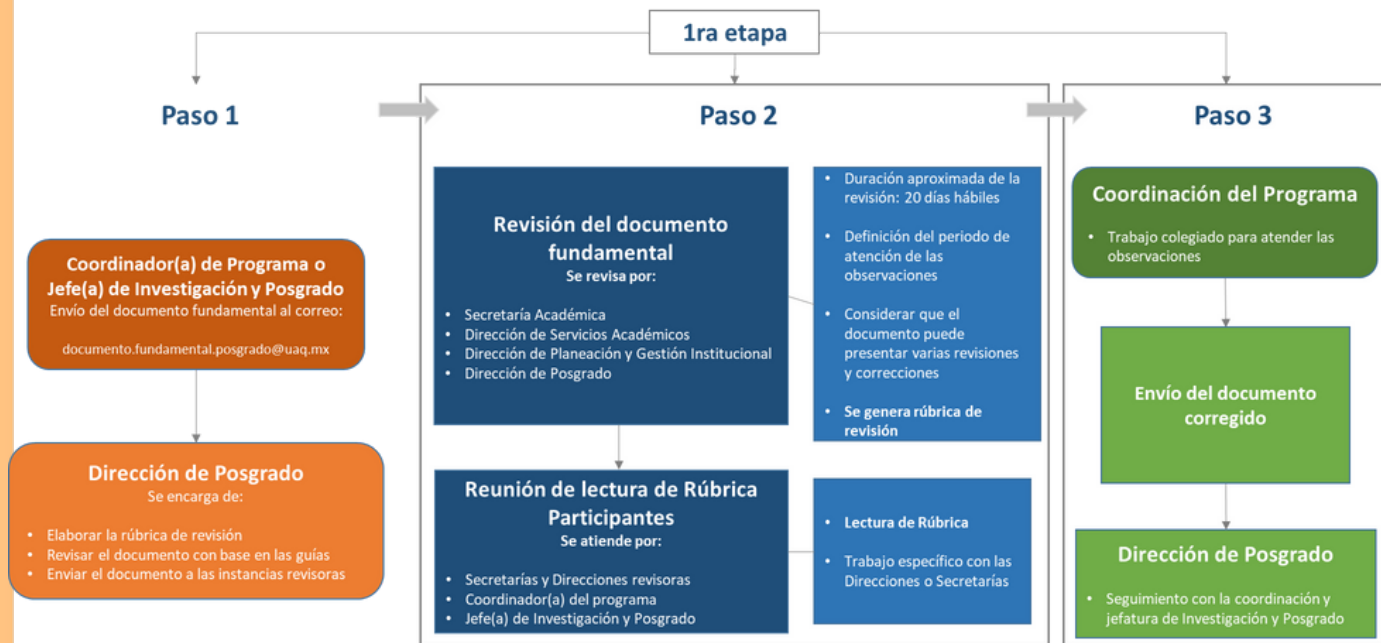 1ra etapa
Paso 1
Coordinador(a) de Programa o
Jefe(a) de Investigación y Posgrado
Envío del documento fundamental al correo:
documento.fundamental.posgrado@uaq.mx
Dirección de Posgrado
Se encarga de:
• Elaborar la rúbrica de revisión
• Revisar el documento con base en las guías
• Enviar el documento a las instancias revisoras
Paso 2
Revisión del documento
fundamental
Se revisa por:
• Secretaría Académica
• Dirección de Servicios Académicos
• Dirección de Planeación y Gestión Institucional
• Dirección de Posgrado
• Duración aproximada de la
revisión: 20 días hábiles
• Definición del periodo de
atención de las
observaciones
• Considerar que el
documento puede
presentar varias revisiones
y correcciones
• Se genera rúbrica de
revisión
Reunión de lectura de Rúbrica
Participantes
Se atiende por:
• Secretarías y Direcciones revisoras
• Coordinador(a) del programa
• Jefe(a) de Investigación y Posgrado
• Lectura de Rúbrica
• Trabajo específico con las
Direcciones o Secretarías
Paso 3
Coordinación del Programa
• Trabajo colegiado para atender las
observaciones
Envío del documento
corregido
Dirección de Posgrado
• Seguimiento con la coordinación y
jefatura de Investigación y Posgrado